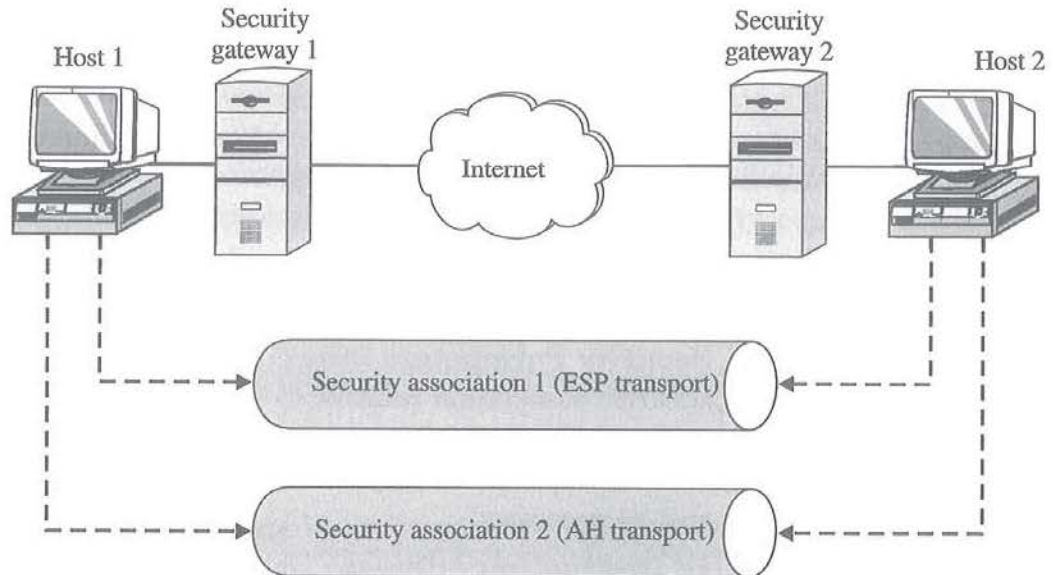 Security
gateway 1
Security
gateway 2
Host 1
Host 2
Internet
Security association 1 (ESP transport)
Security association 2 (AH transport)